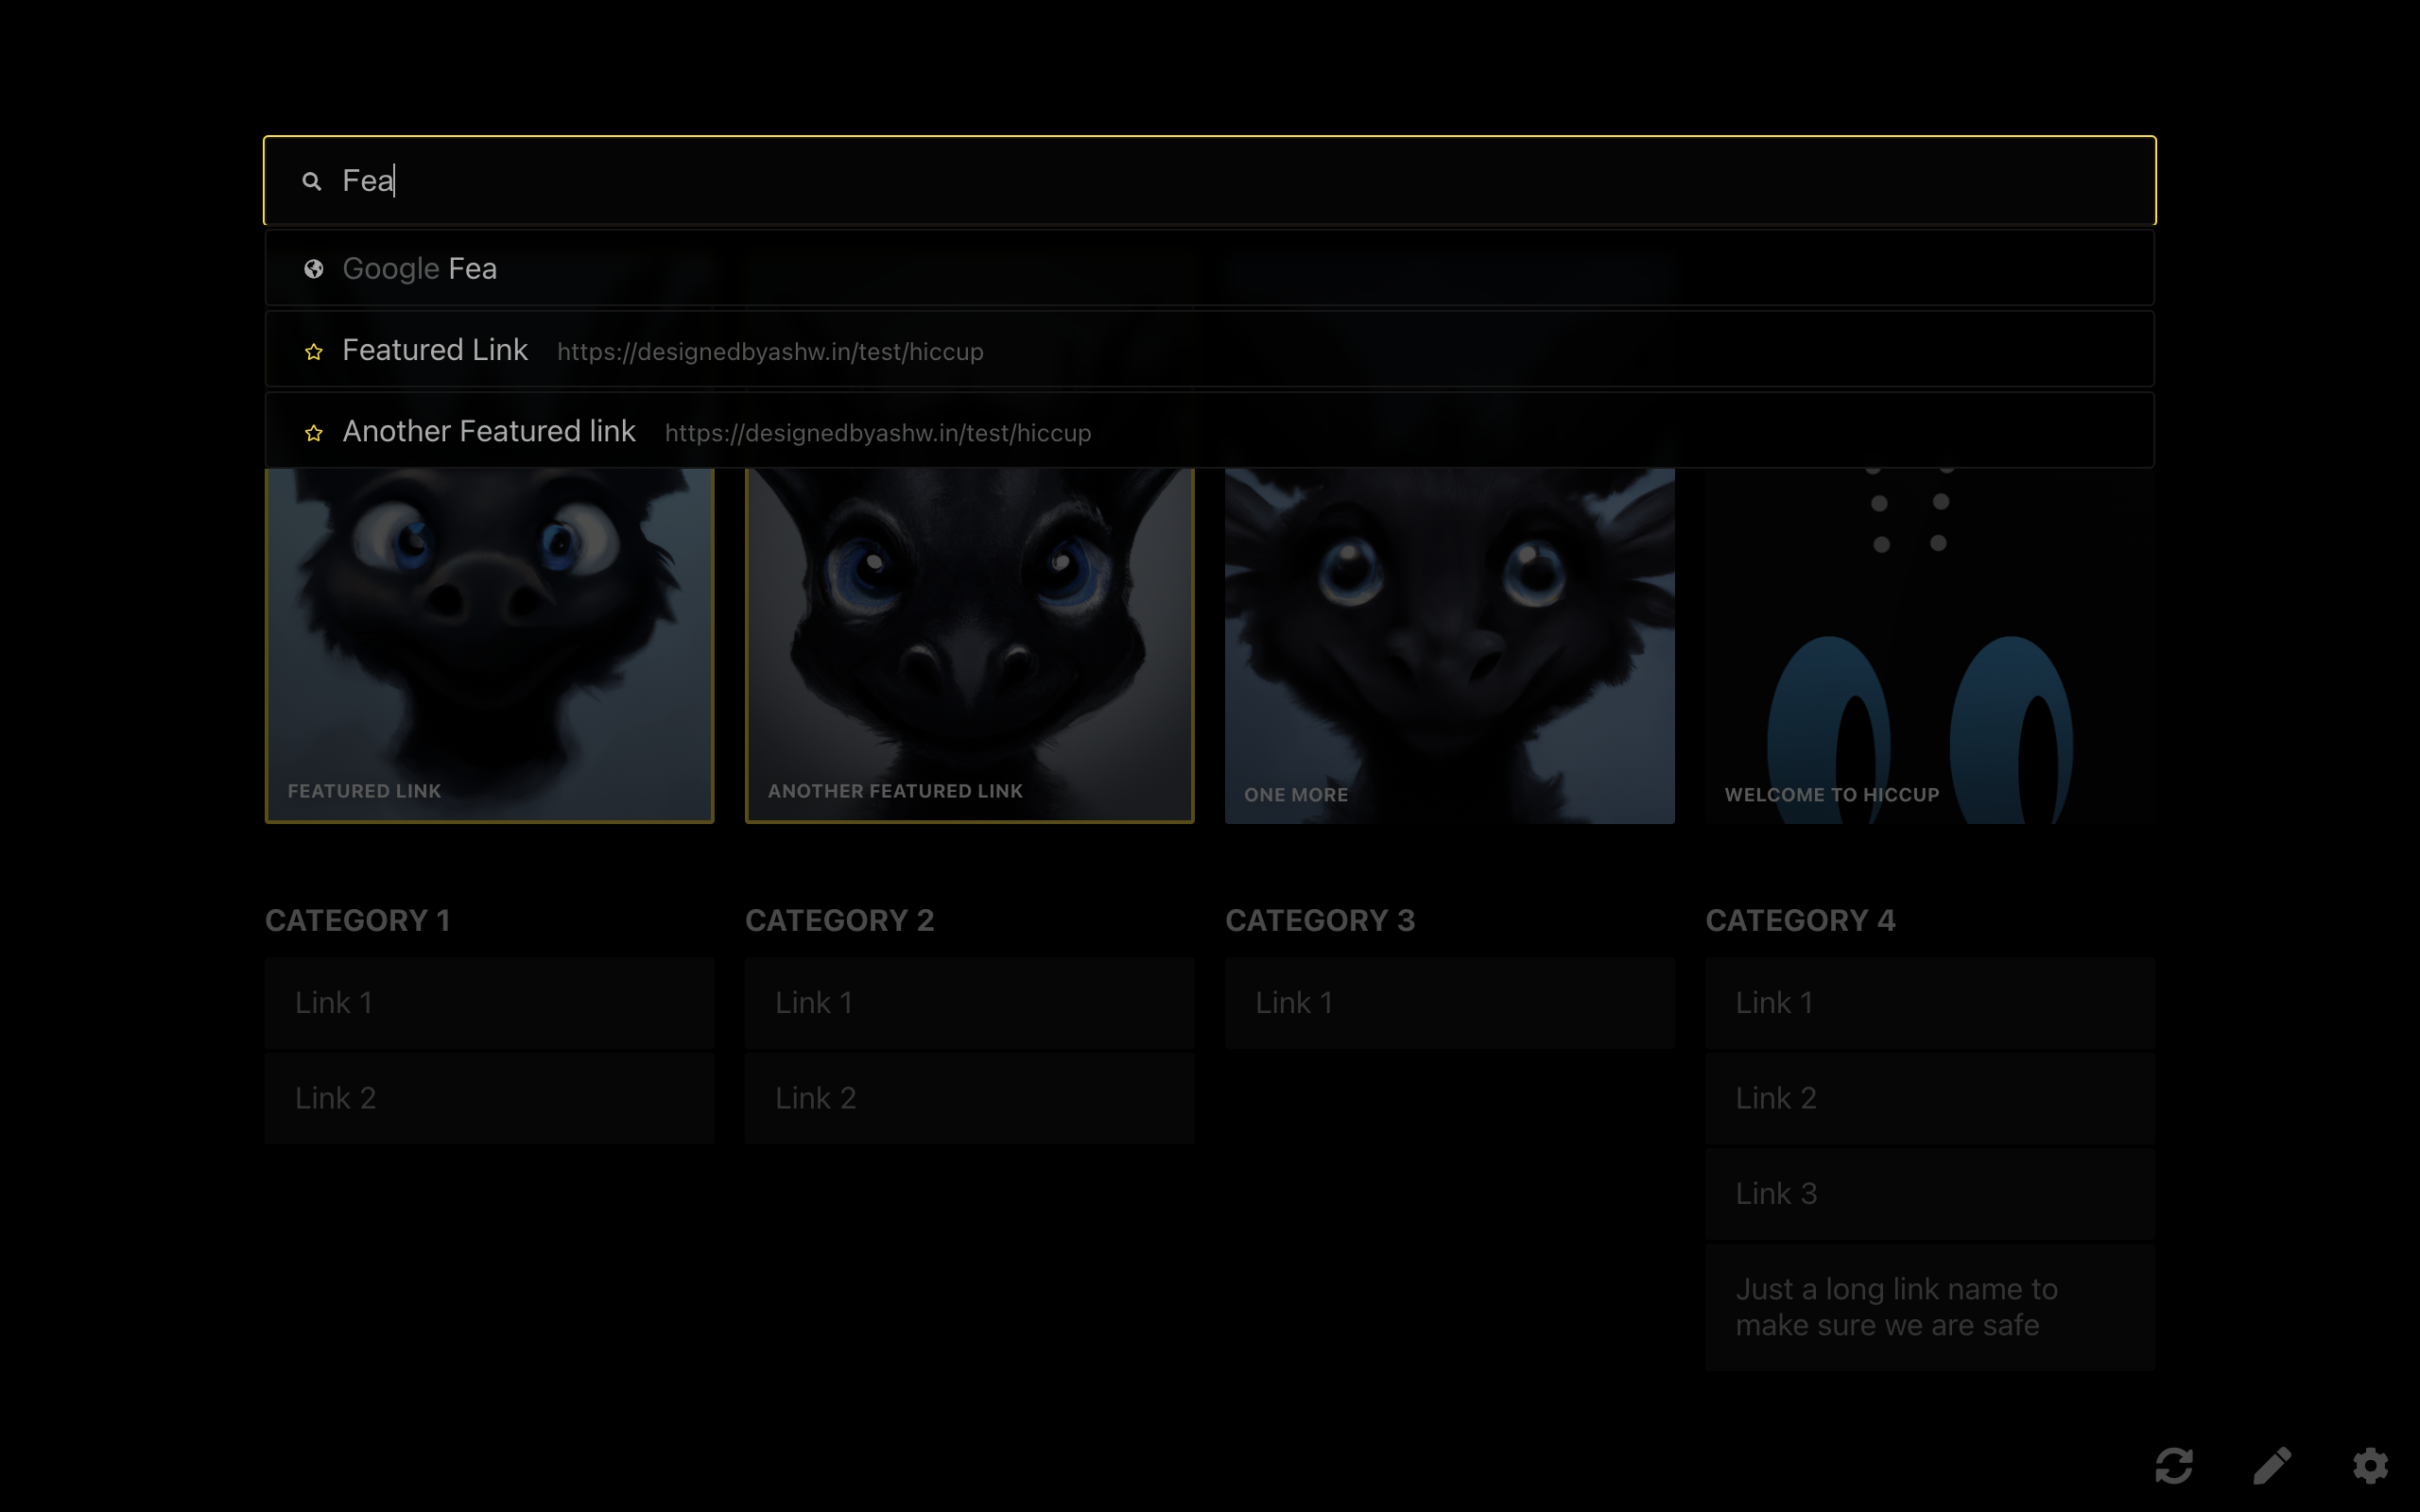 Fea
Google Fea
Featured Link https://designedbyashw.in/test/hiccup
Another Featured link https://designedbyashw.in/test/hiccup
FEATURED LINK
ANOTHER FEATURED LINK
ONE MORE
WELCOME TO HICCUP
CATEGORY 1
Link 1
Link 2
CATEGORY 2
Link 1
Link 2
CATEGORY 3
Link 1
CATEGORY 4
Link 1
Link 2
Link 3
Just a long link name to
make sure we are safe